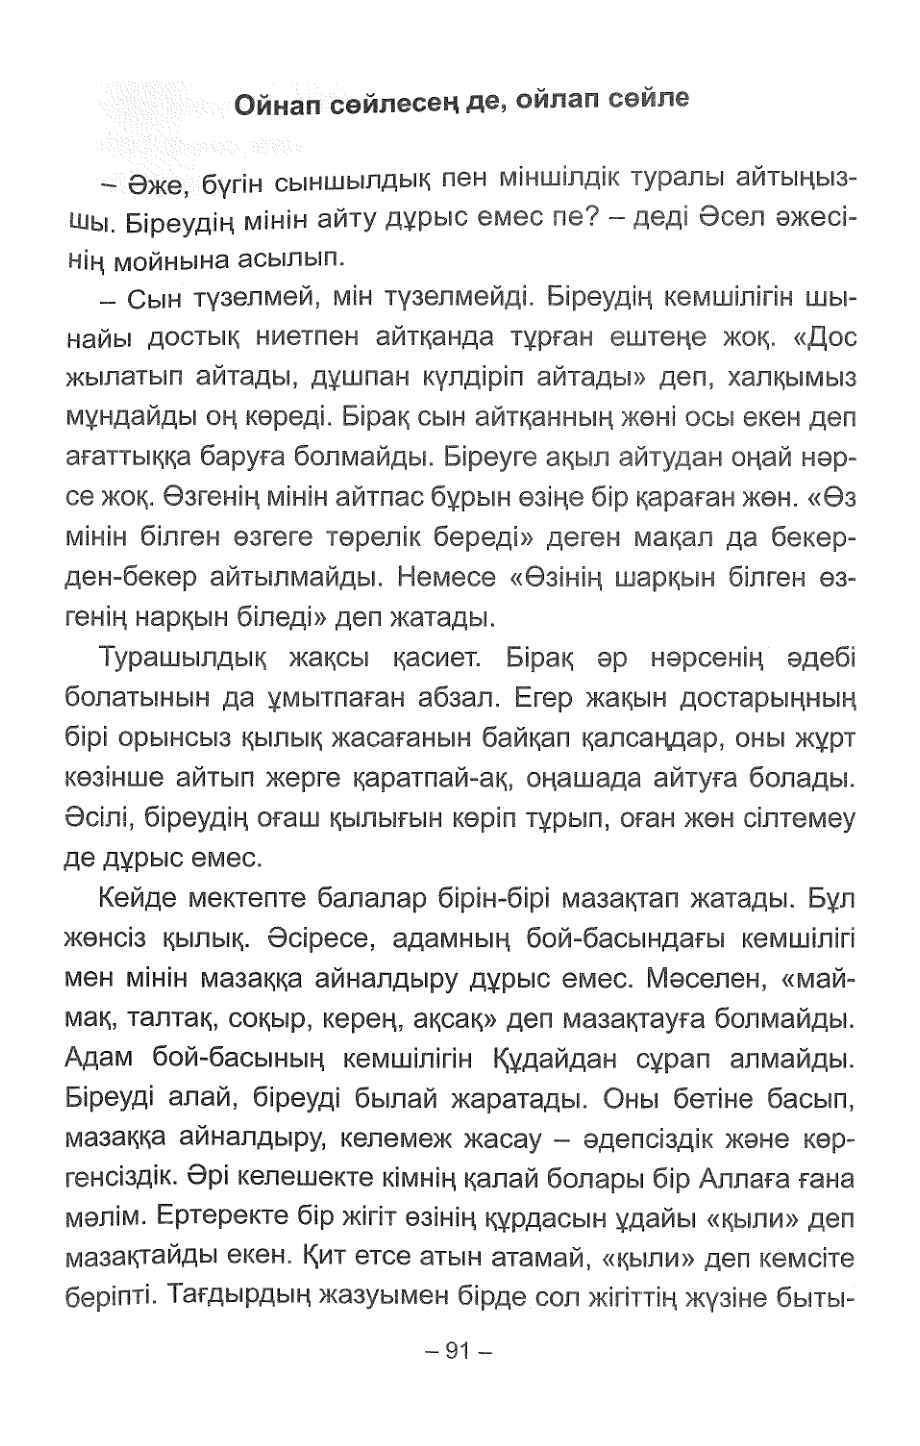 Ойнап сөйлесең де, ойлап сөйле
– Әже, бүгін сыншылдық пен міншілдік туралы айтыңыз-
шы. Біреудің мінін айту дұрыс емес пе? – деді Әсел әжесі-
нің мойнына асылып.
– Сын түзелмей, мін түзелмейді. Біреудің кемшілігін шы-
найы достық ниетпен айтқанда тұрған ештеңе жоқ. «Дос
жылатып айтады, дұшпан күлдіріп айтады» деп, халқымыз
мұндайды оң көреді. Бірақ сын айтқанның жөні осы екен деп
ағаттыққа баруға болмайды. Біреуге ақыл айтудан оңай нәр-
се жоқ. Өзгенің мінін айтпас бұрын өзіңе бір қараған жөн. «Өз
мінін білген өзгеге төрелік береді» деген мақал да бекер-
ден-бекер айтылмайды. Немесе «Өзінің шарқын білген өз-
генің нарқын біледі» деп жатады.
Турашылдық жақсы қасиет. Бірақ әр нәрсенің әдебі
болатынын да ұмытпаған абзал. Егер жақын достарыңның
бірі орынсыз қылық жасағанын байқап қалсаңдар, оны жұрт
көзінше айтып жерге қаратпай-ақ, оңашада айтуға болады.
Әсілі, біреудің оғаш қылығын көріп тұрып, оған жөн сілтемеу
де дұрыс емес.
Кейде мектепте балалар бірін-бірі мазақтап жатады. Бұл
жөнсіз қылық. Әсіресе, адамның бой-басындағы кемшілігі
мен мінін мазаққа айналдыру дұрыс емес. Мәселен, «май-
мақ, талтақ, соқыр, керең, ақсақ» деп мазақтауға болмайды.
Адам бой-басының кемшілігін Құдайдан сұрап алмайды.
Біреуді алай, біреуді былай жаратады. Оны бетіне басып,
мазаққа айналдыру, келемеж жасау – әдепсіздік және көр-
генсіздік. Әрі келешекте кімнің қалай болары бір Аллаға ғана
мәлім. Ертеректе бір жігіт өзінің құрдасын ұдайы «қыли» деп
мазақтайды екен. Қит етсе атын атамай, «қыли» деп кемсіте
беріпті. Тағдырдың жазуымен бірде сол жігіттің жүзіне быты-
– 91 –